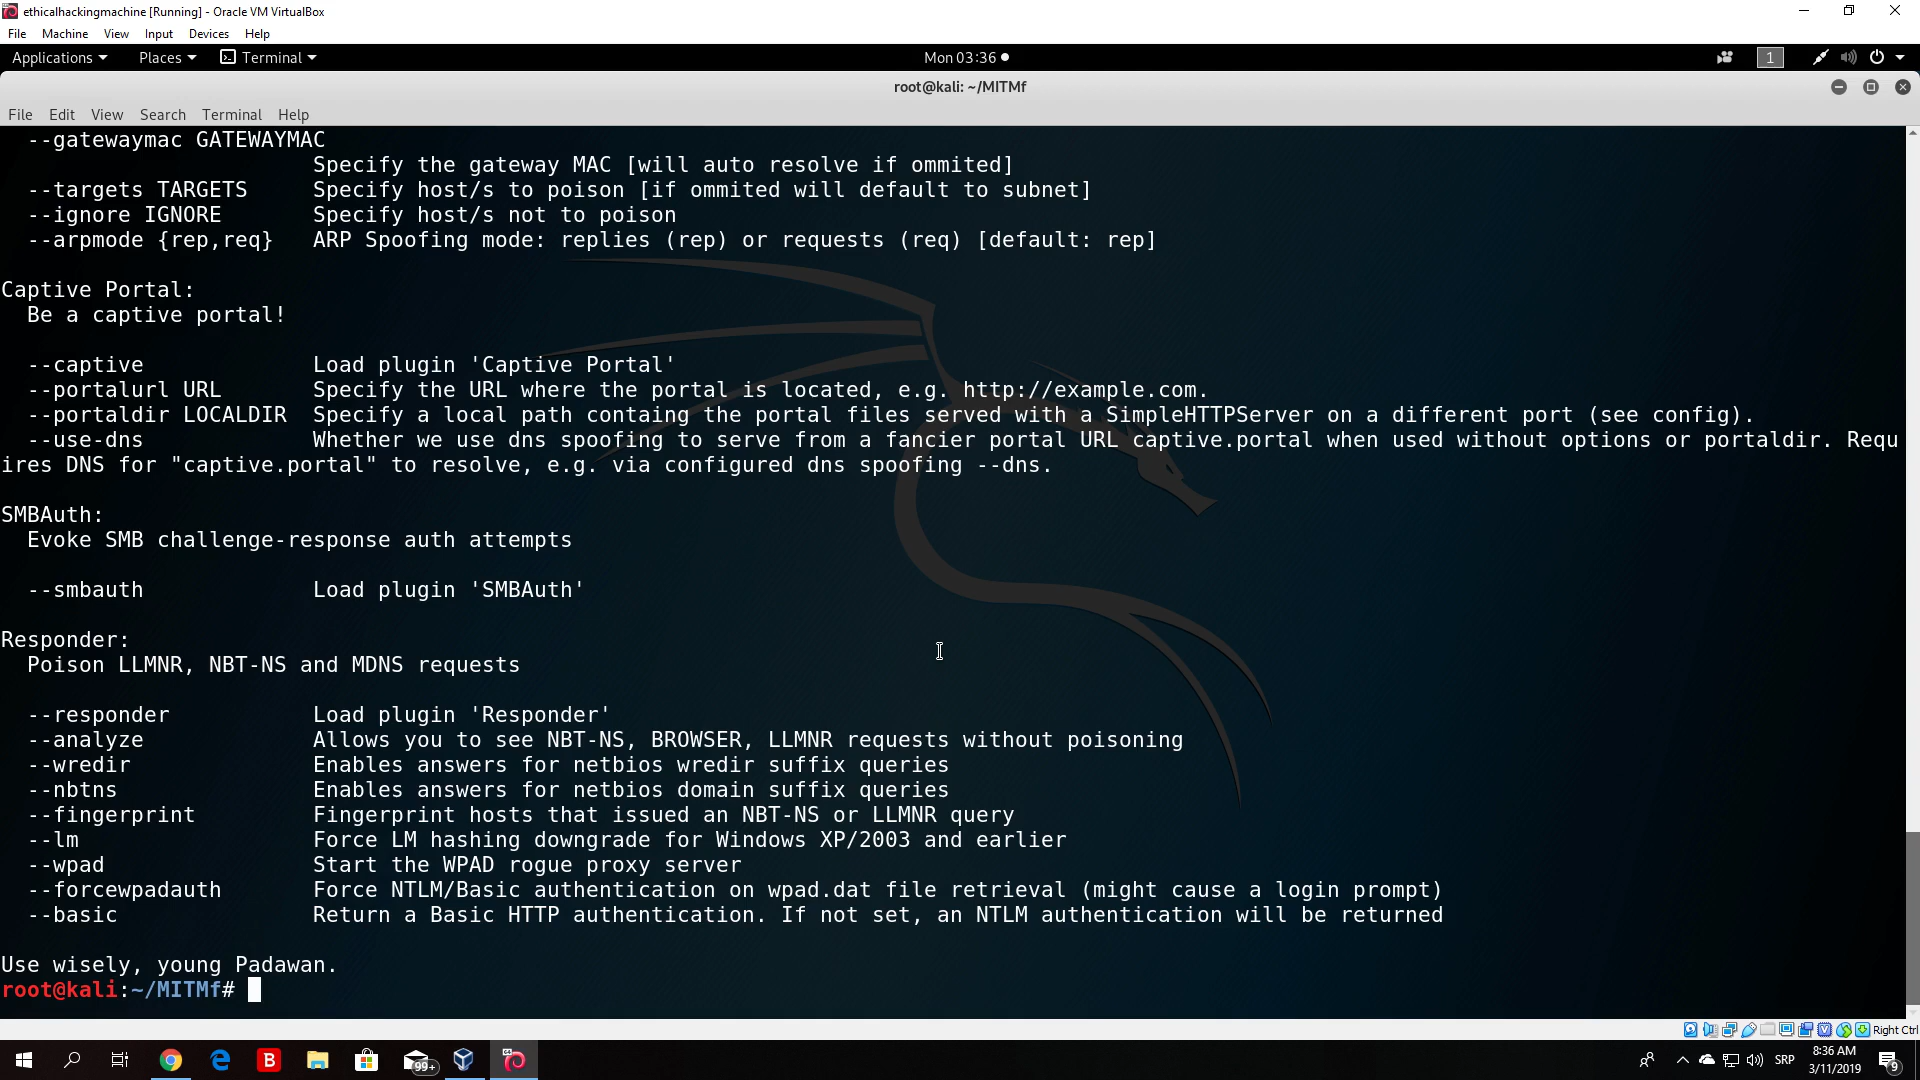 ethicalhackingmachine [Running] - Oracle VM VirtualBox
File Machine View Input Devices Help
Applications Places Terminal Mon 03:36 1
root@kali: ~/MITMf
File Edit View Search Terminal Help
--gatewaymac GATEWAYMAC
Specify the gateway MAC [will auto resolve if ommited]
--targets TARGETS Specify host/s to poison [if ommited will default to subnet]
--ignore IGNORE Specify host/s not to poison
--arpmode {rep,req} ARP Spoofing mode: replies (rep) or requests (req) [default: rep]
Captive Portal:
Be a captive portal!
--captive Load plugin 'Captive Portal'
--portalurl URL Specify the URL where the portal is located, e.g. http://example.com.
--portaldir LOCALDIR Specify a local path containg the portal files served with a SimpleHTTPServer on a different port (see config).
--use-dns Whether we use dns spoofing to serve from a fancier portal URL captive.portal when used without options or portaldir. Requ
ires DNS for "captive.portal" to resolve, e.g. via configured dns spoofing --dns.
SMBAuth:
Evoke SMB challenge-response auth attempts
--smbauth Load plugin 'SMBAuth'
Responder:
Poison LLMNR, NBT-NS and MDNS requests
--responder Load plugin 'Responder'
--analyze Allows you to see NBT-NS, BROWSER, LLMNR requests without poisoning
--wredir Enables answers for netbios wredir suffix queries
--nbtns Enables answers for netbios domain suffix queries
--fingerprint Fingerprint hosts that issued an NBT-NS or LLMNR query
--lm Force LM hashing downgrade for Windows XP/2003 and earlier
--wpad Start the WPAD rogue proxy server
--forcewpadauth Force NTLM/Basic authentication on wpad.dat file retrieval (might cause a login prompt)
--basic Return a Basic HTTP authentication. If not set, an NTLM authentication will be returned
Use wisely, young Padawan.
root@kali:~/MITMf#
Right Ctrl
B 99+ 64 SRP 8:36 AM 9
3/11/2019